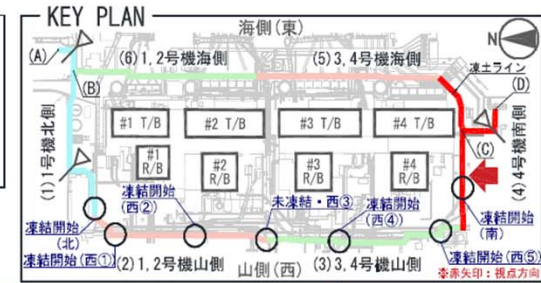 KEY PLAN
海側(東)
N
(A)
(6)1,2号機海側
(5)3,4号機海側
凍土ライン
(D)
(B)
(1)1号機北側
#1 T/B
#2 T/B
#3 T/B
#4 T/B
(C)
(4)4号機南側
#1
R/B
#2
R/B
#3
R/B
#4
R/B
凍結開始
(西②)
未凍結・西③
凍結開始
(西④)
凍結開始
(南)
凍結開始
(北)
凍結開始(西①)
(2)1,2号機山側
山側(西)
(3)3,4号機山側
凍結開始(西⑤)
※赤矢印:視点方向